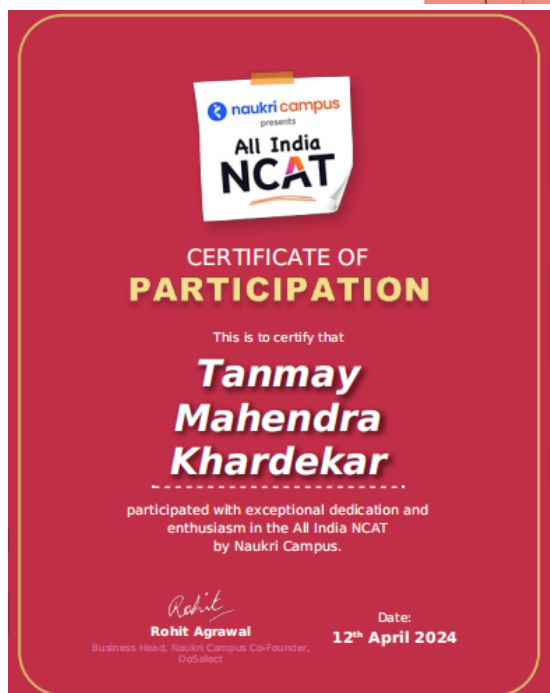 naukri campus
presents
All India
NCAT
CERTIFICATE OF
PARTICIPATION
This is to certify that
Tanmay
Mahendra
Khardekar
participated with exceptional dedication and
enthusiasm in the All India NCAT
by Naukri Campus.
Rohit
Rohit Agrawal
Business Head, Naukri Campus Co-Founder,
DoSelect
Date:
12th April 2024